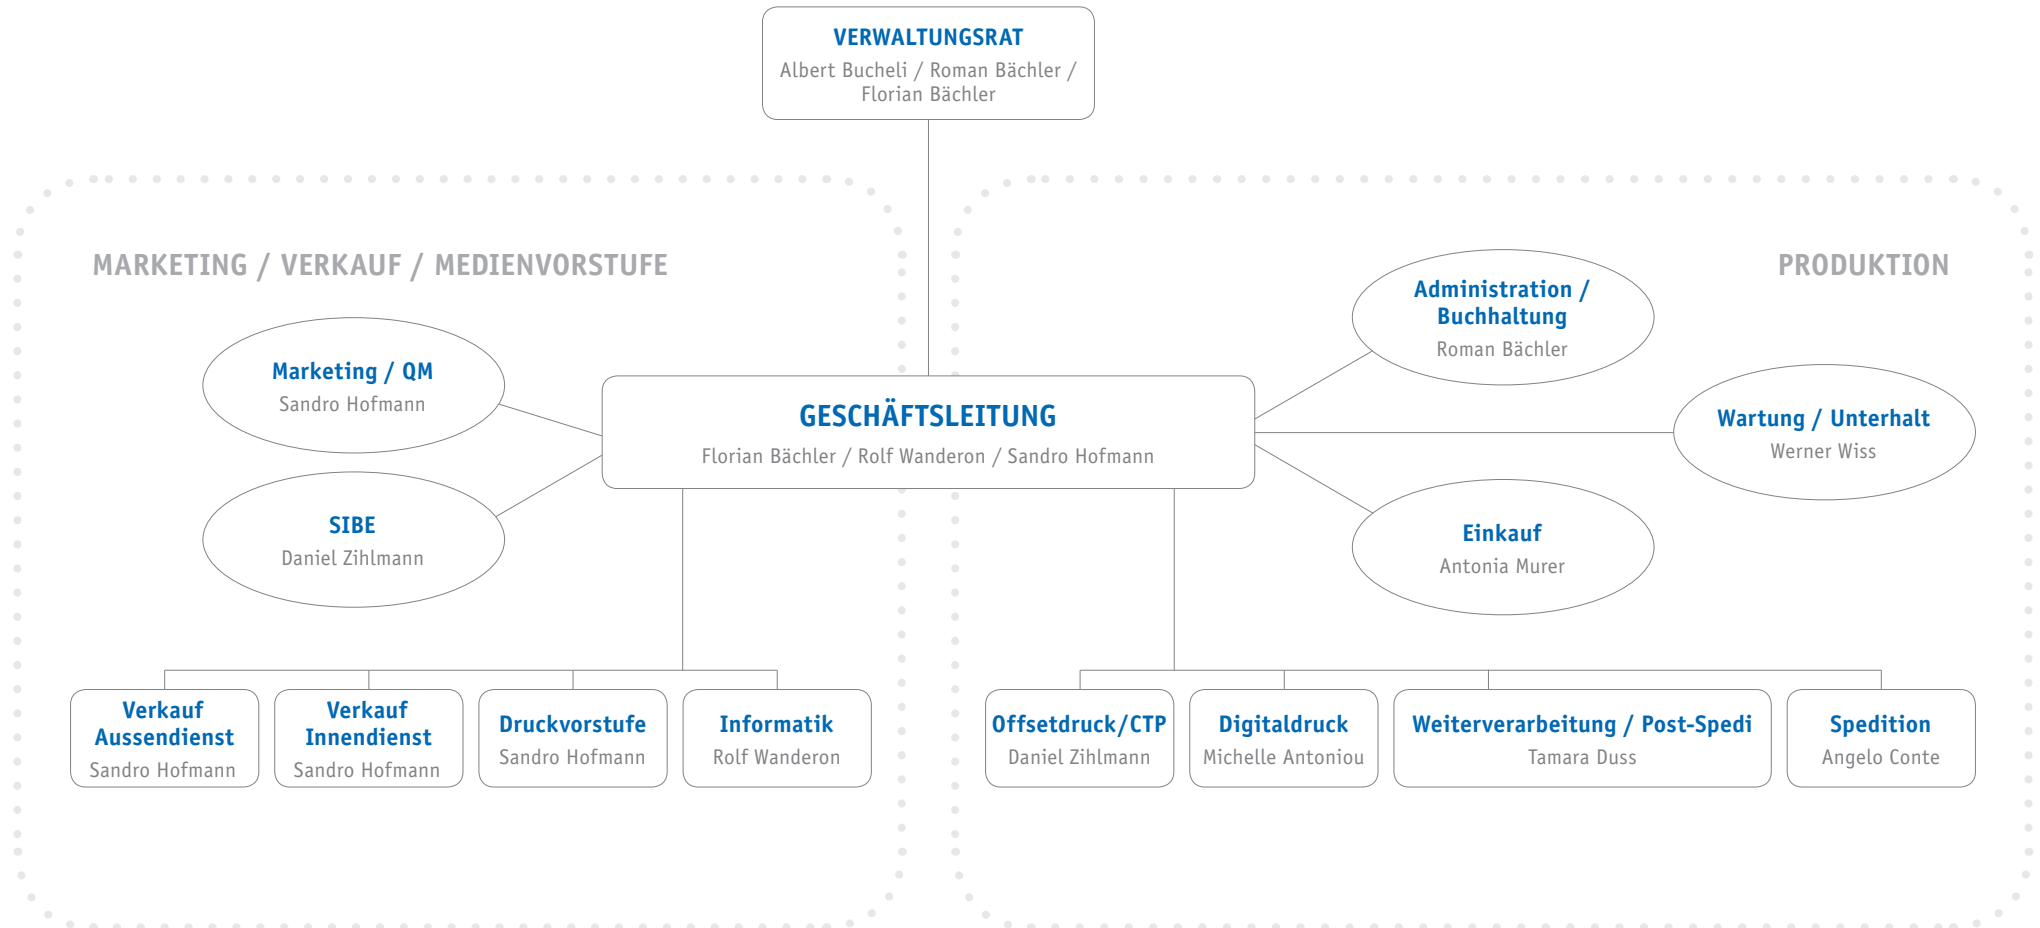 VERWALTUNGSRAT
Albert Bucheli / Roman Bächler /
Florian Bächler
MARKETING / VERKAUF / MEDIENVORSTUFE
PRODUKTION
Marketing / QM
Sandro Hofmann
SIBE
Daniel Zihlmann
GESCHÄFTSLEITUNG
Florian Bächler / Rolf Wanderon / Sandro Hofmann
Administration /
Buchhaltung
Roman Bächler
Wartung / Unterhalt
Werner Wiss
Einkauf
Antonia Murer
Verkauf
Aussendienst
Sandro Hofmann
Verkauf
Innendienst
Sandro Hofmann
Druckvorstufe
Sandro Hofmann
Informatik
Rolf Wanderon
Offsetdruck/CTP
Daniel Zihlmann
Digitaldruck
Michelle Antoniou
Weiterverarbeitung / Post-Spedi
Tamara Duss
Spedition
Angelo Conte